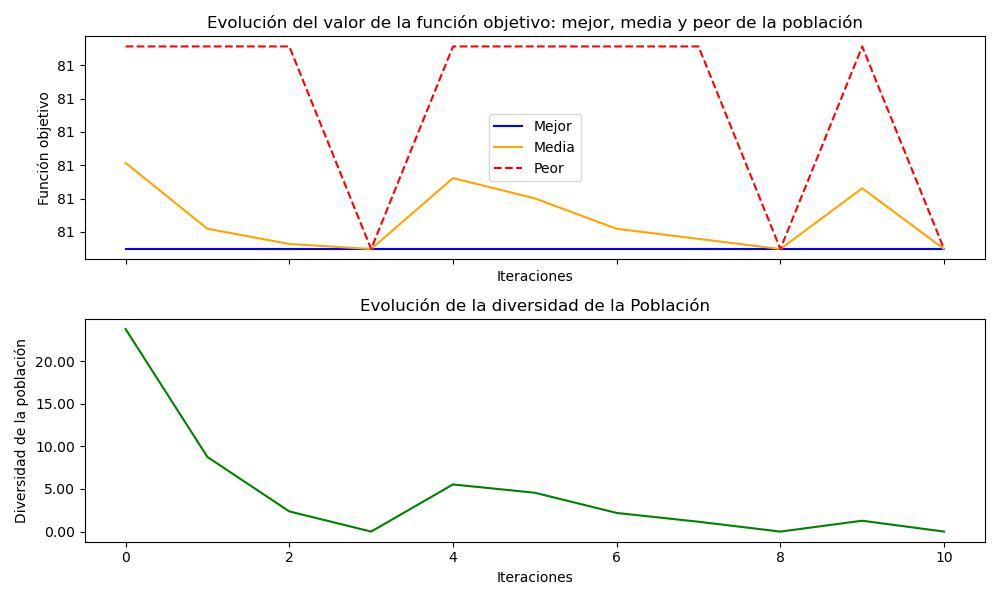 Evolución del valor de la función objetivo: mejor, media y peor de la población
Función objetivo
81
81
81
81
81
81
Mejor
Media
Peor
Iteraciones
Evolución de la diversidad de la Población
Diversidad de la población
20.00
15.00
10.00
5.00
0.00
0 2 4 6 8 10
Iteraciones